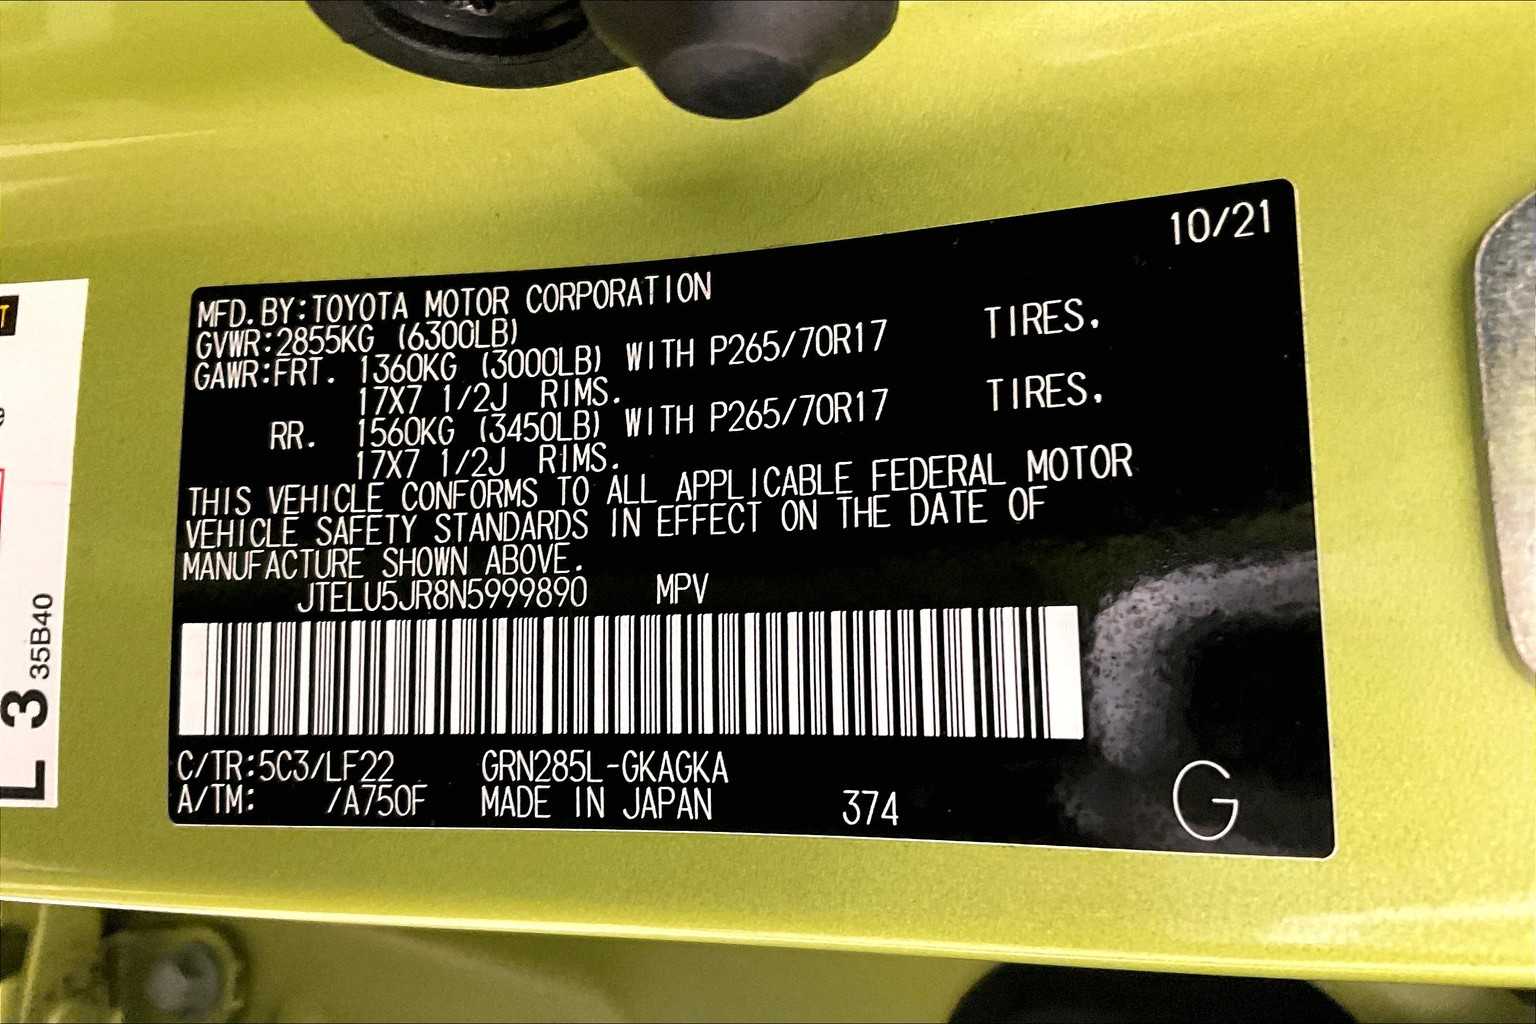 10/21
MFD. BY: TOYOTA MOTOR CORPORATION
GVWR: 2855KG (6300LB)
GAWR: FRT. 1360KG (3000LB) WITH P265/70R17 TIRES.
17X7 1/2J RIMS.
RR. 1560KG (3450LB) WITH P265/70R17 TIRES.
17X7 1/2J RIMS.
THIS VEHICLE CONFORMS TO ALL APPLICABLE FEDERAL MOTOR
VEHICLE SAFETY STANDARDS IN EFFECT ON THE DATE OF
MANUFACTURE SHOWN ABOVE.
JTELU5JR8N5999890 MPV
C/TR: 5C3/LF22 GRN285L-GKAGKA
A/TM: /A750F MADE IN JAPAN 374 G
L 3 35B40